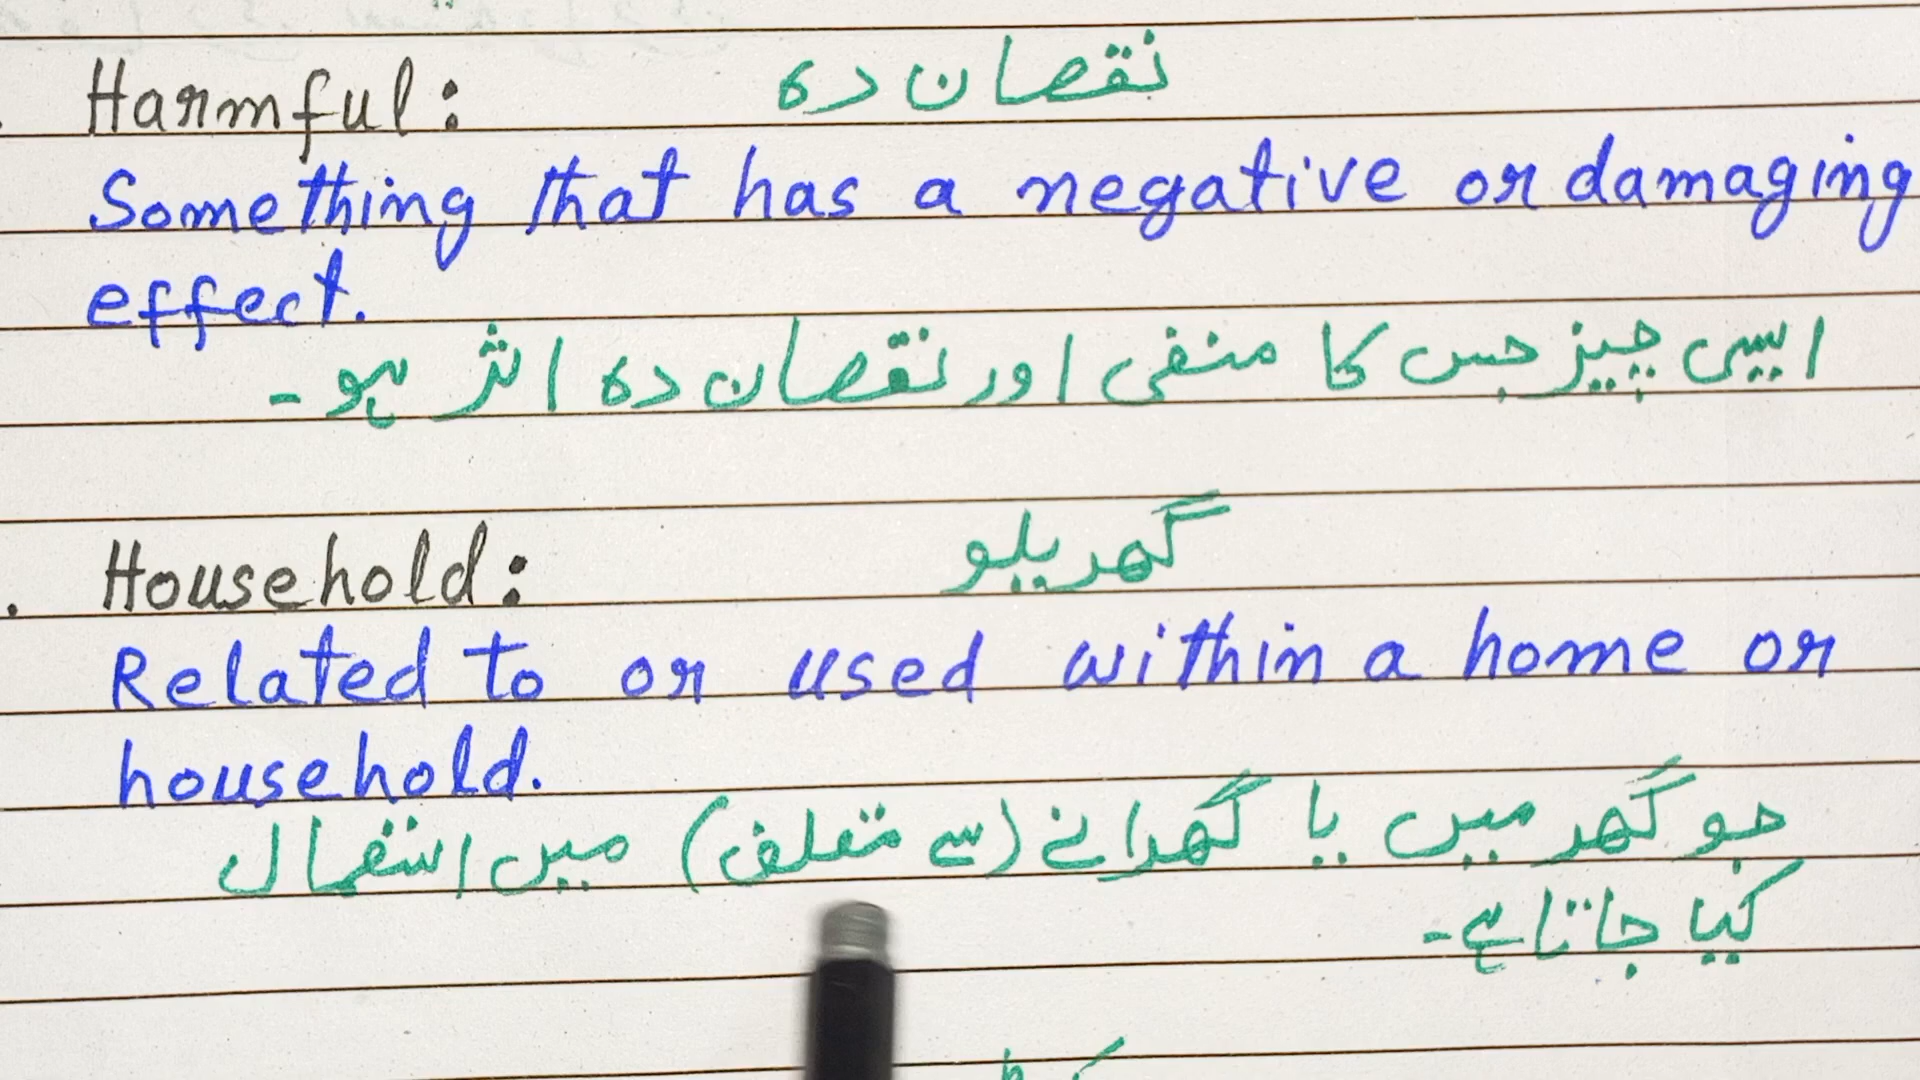 Harmful: نقصان دہ
Something that has a negative or damaging
effect.
ایسی چیز جس کا منفی اور نقصان دہ اثر ہو۔
Household: گھریلو
Related to or used within a home or
household.
جو گھر میں یا گھرانے (سے متعلق) میں استعمال
کیا جاتا ہے۔